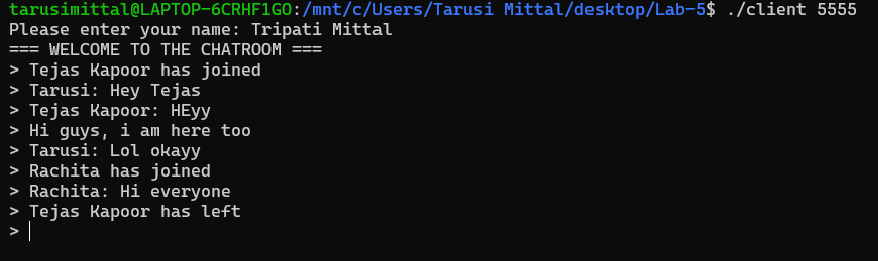 tarusimittal@LAPTOP-6CRHF1GO:/mnt/c/Users/Tarusi Mittal/desktop/Lab-5$ ./client 5555
Please enter your name: Tripati Mittal
=== WELCOME TO THE CHATROOM ===
> Tejas Kapoor has joined
> Tarusi: Hey Tejas
> Tejas Kapoor: HEyy
> Hi guys, i am here too
> Tarusi: Lol okayy
> Rachita has joined
> Rachita: Hi everyone
> Tejas Kapoor has left
>